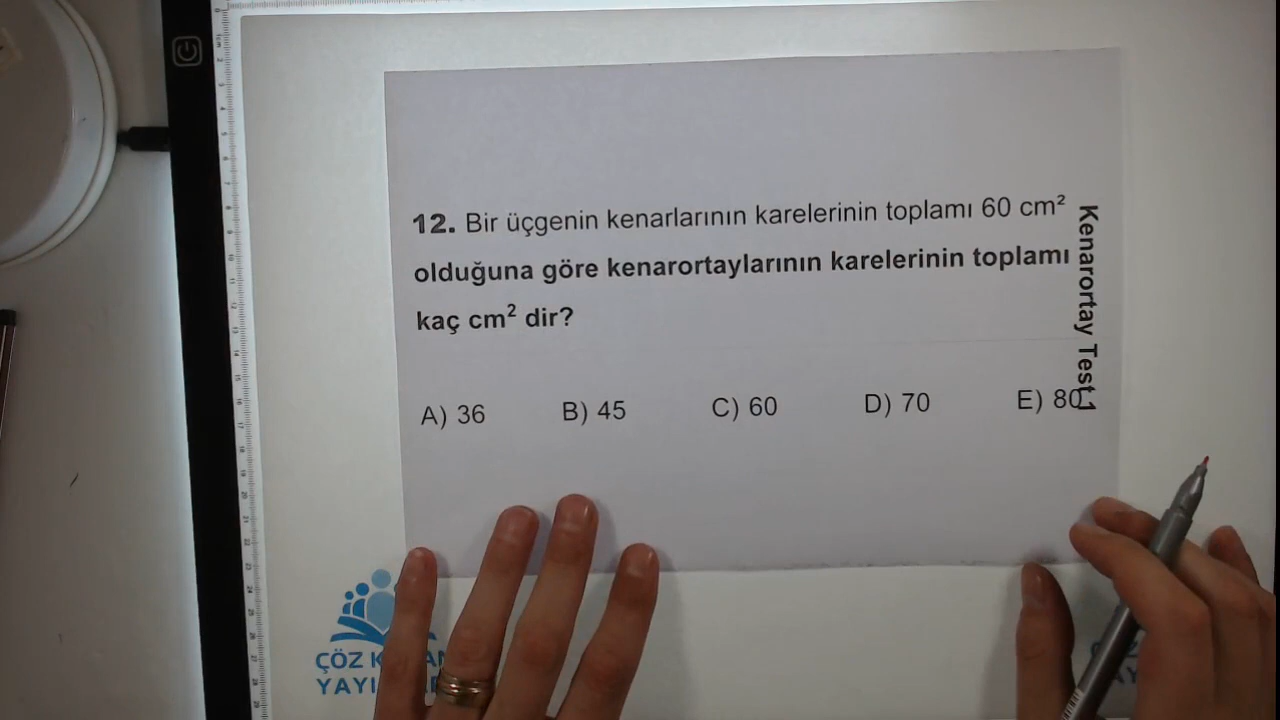 12. Bir üçgenin kenarlarının karelerinin toplamı 60 cm²
olduğuna göre kenarortaylarının karelerinin toplamı
kaç cm² dir?
A) 36 B) 45 C) 60 D) 70 E) 80
Kenarortay Test 1
ÇÖZ